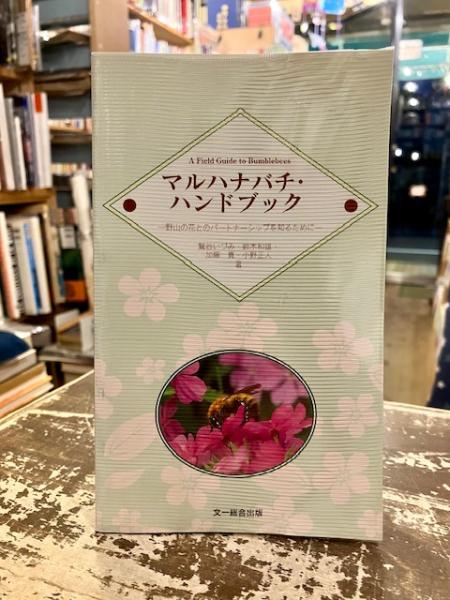 A Field Guide to Bumblebees
マルハナバチ・
ハンドブック
—野山の花とのパートナーシップを知るために—
鷲谷いづみ・鈴木和雄・
加藤 真・小野正人
著
文一総合出版